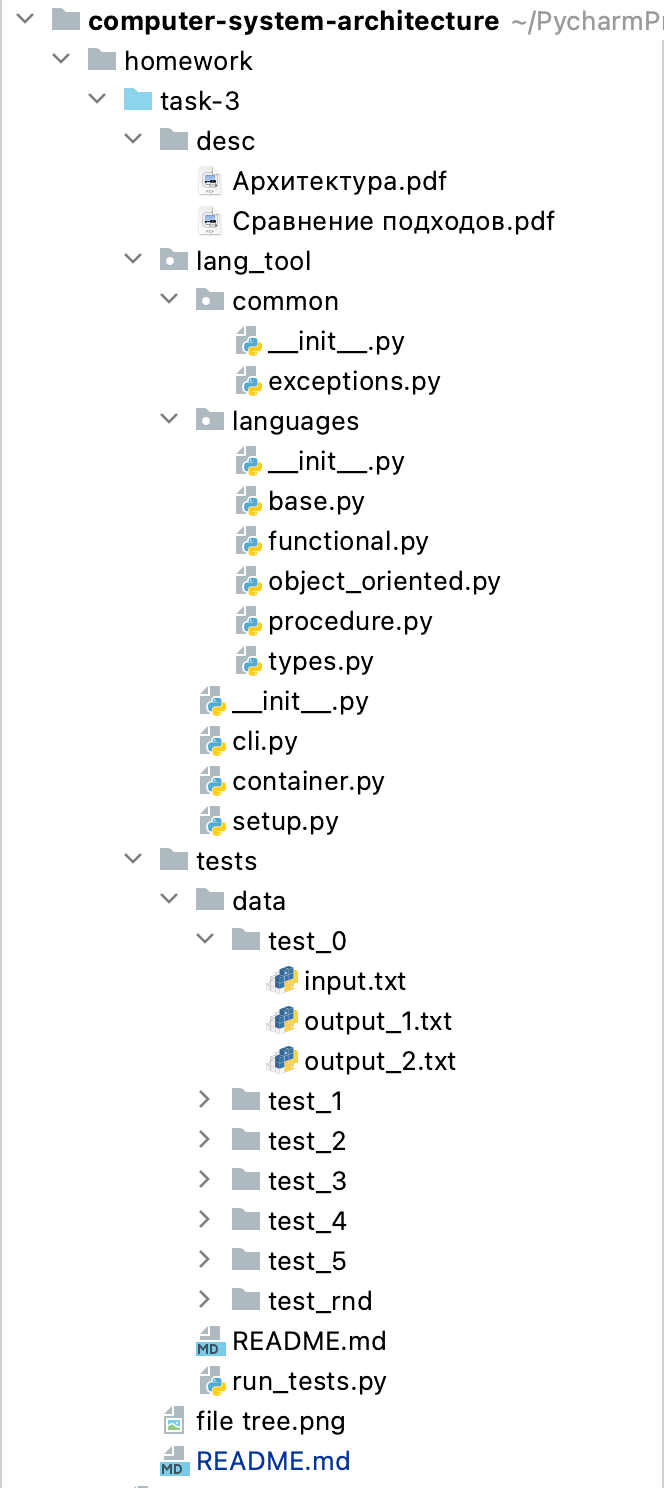 computer-system-architecture ~/PycharmPr
homework
task-3
desc
Архитектура.pdf
Сравнение подходов.pdf
lang_tool
common
__init__.py
exceptions.py
languages
__init__.py
base.py
functional.py
object_oriented.py
procedure.py
types.py
__init__.py
cli.py
container.py
setup.py
tests
data
test_0
input.txt
output_1.txt
output_2.txt
test_1
test_2
test_3
test_4
test_5
test_rnd
MD README.md
run_tests.py
file tree.png
MD README.md